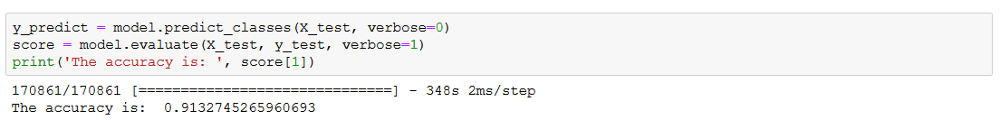 y_predict = model.predict_classes(X_test, verbose=0)
score = model.evaluate(X_test, y_test, verbose=1)
print('The accuracy is: ', score[1])
170861/170861 [==============================] - 348s 2ms/step
The accuracy is:  0.9132745265960693